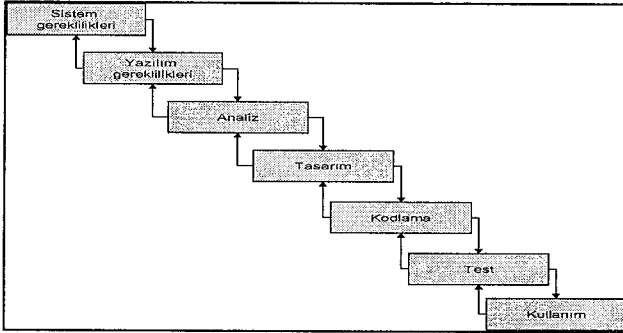 Sistem
gereklilikleri
Yazılım
gereklilikleri
Analiz
Tasarım
Kodlama
Test
Kullanım